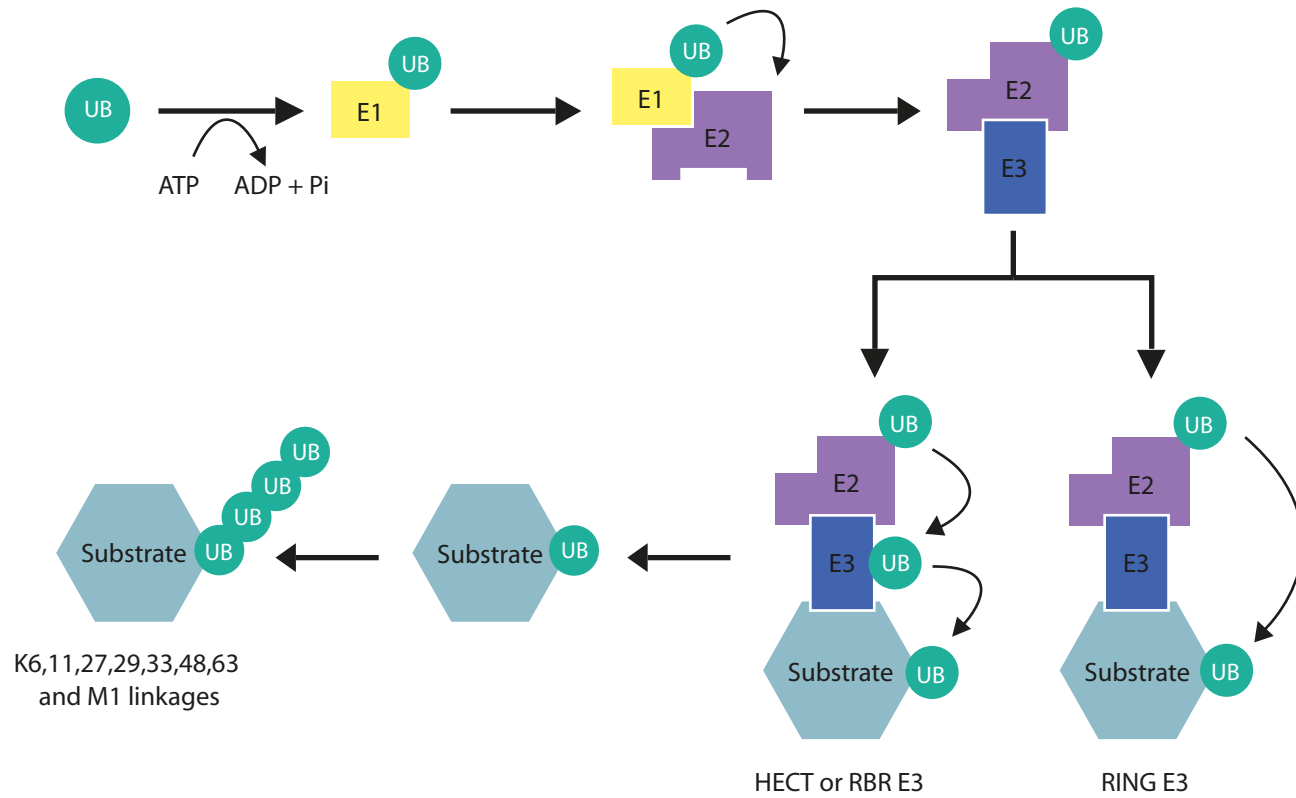 UB
ATP
ADP + Pi
UB
E1
UB
E1
E2
UB
E2
E3
UB
E2
E3
UB
Substrate
UB
HECT or RBR E3
UB
E2
E3
Substrate
UB
RING E3
Substrate
UB
Substrate
UB
UB
UB
UB
K6,11,27,29,33,48,63
and M1 linkages